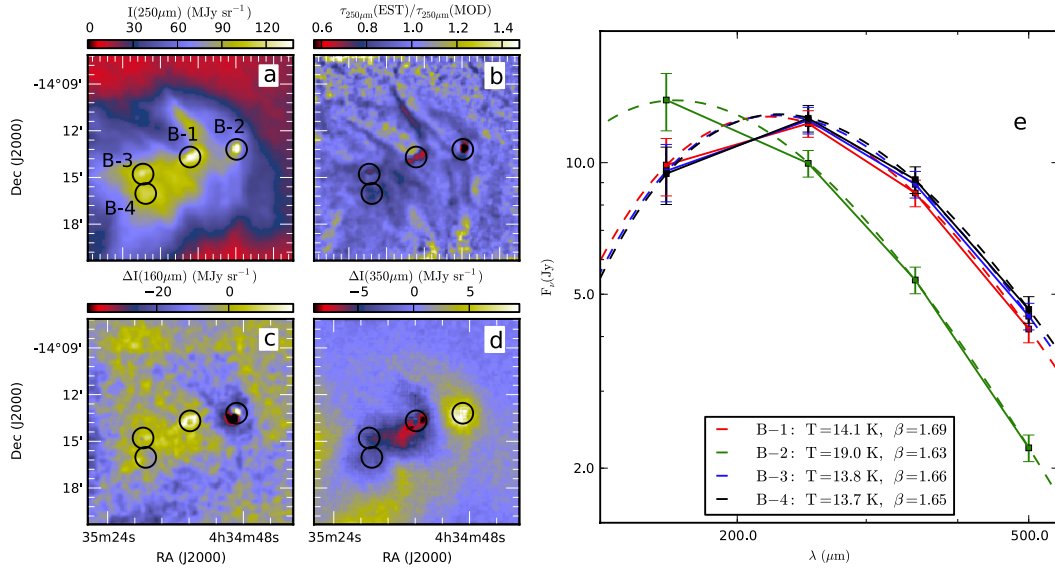 I(250μm) (MJy sr⁻¹)
0 40 80 120
τ₂₅₀μm(EST)/τ₂₅₀μm(MOD)
0.6 0.8 1.0 1.2 1.4
a
B-1
B-2
B-3
B-4
b
-14°09'
12'
15'
18'
Dec (J2000)
ΔI(160μm) (MJy sr⁻¹)
−20 0
ΔI(350μm) (MJy sr⁻¹)
−5 0 5
c
d
-14°09'
12'
15'
18'
Dec (J2000)
35m24s 4h34m48s
35m24s 4h34m48s
RA (J2000)
RA (J2000)
e
10.0
5.0
2.0
F_ν(Jy)
B−1: T=14.1 K, β=1.69
B−2: T=19.0 K, β=1.63
B−3: T=13.8 K, β=1.66
B−4: T=13.7 K, β=1.65
200.0 500.0
λ (μm)